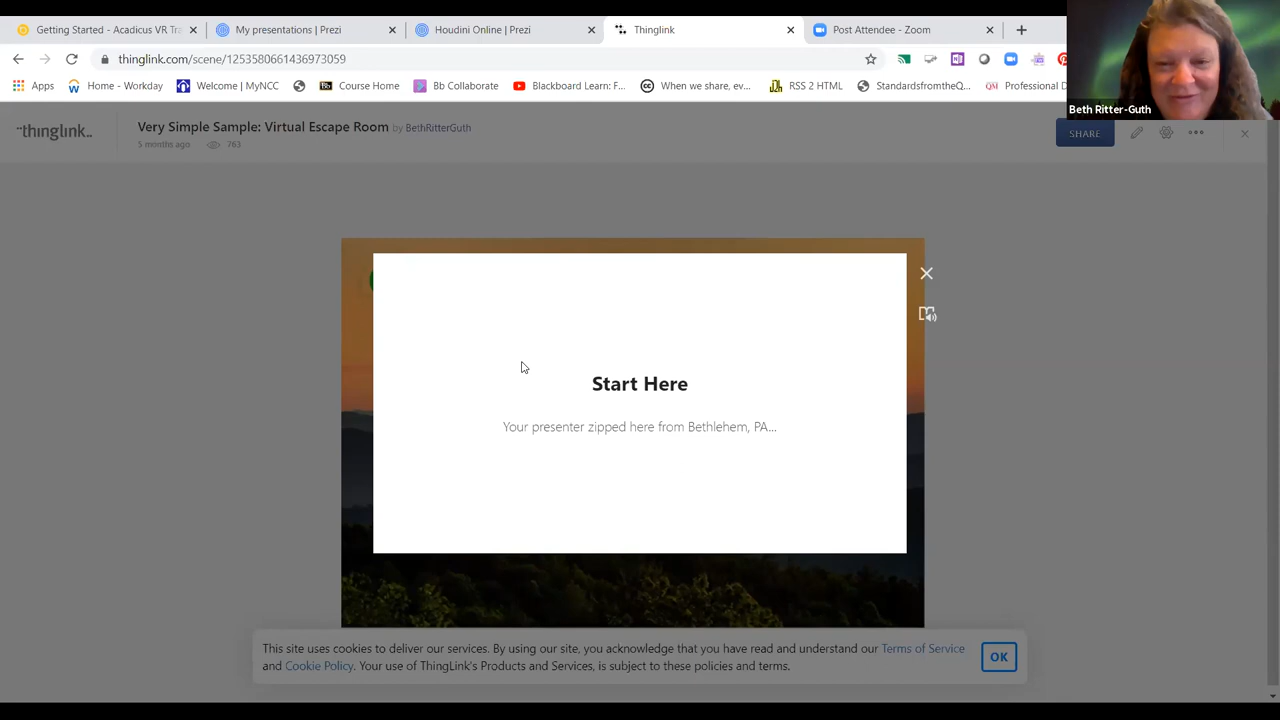 Getting Started - Acadicus VR Tra
My presentations | Prezi
Houdini Online | Prezi
Thinglink
Post Attendee - Zoom
thinglink.com/scene/1253580661436973059
Apps
Home - Workday
Welcome | MyNCC
Course Home
Bb Collaborate
Blackboard Learn: F...
When we share, ev...
RSS 2 HTML
StandardsfromtheQ...
Professional D
Beth Ritter-Guth
thinglink..
Very Simple Sample: Virtual Escape Room by BethRitterGuth
5 months ago 763
SHARE
Start Here
Your presenter zipped here from Bethlehem, PA...
This site uses cookies to deliver our services. By using our site, you acknowledge that you have read and understand our Terms of Service
and Cookie Policy. Your use of ThingLink's Products and Services, is subject to these policies and terms.
OK